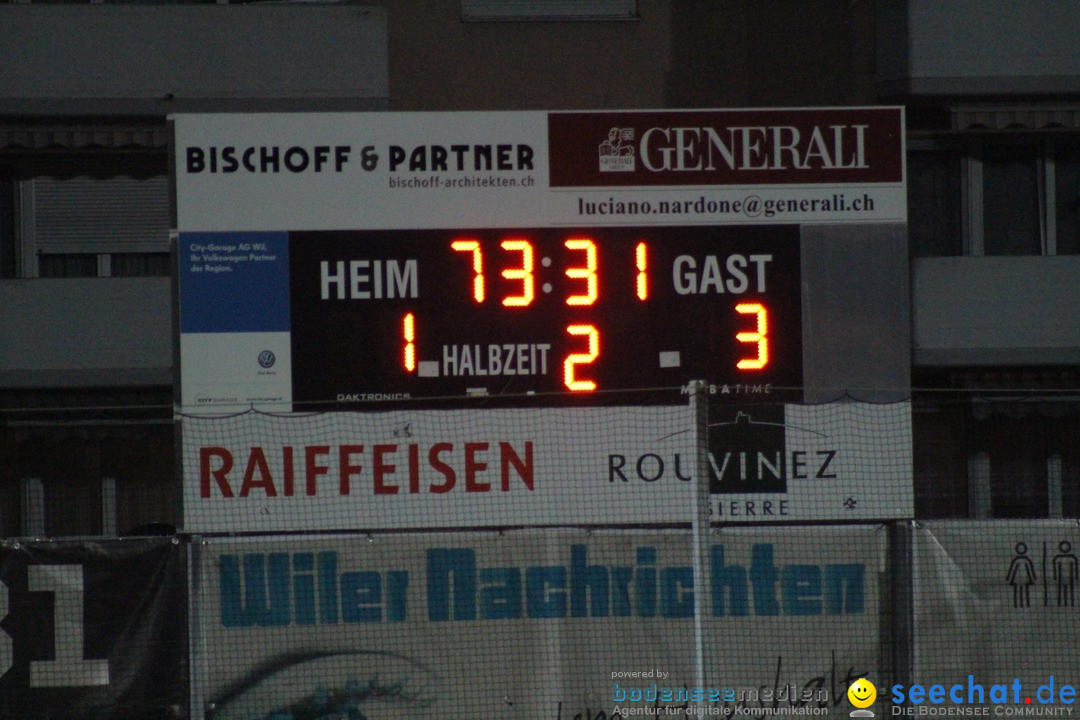 BISCHOFF & PARTNER
bischoff-architekten.ch
GENERALI
luciano.nardone@generali.ch
City-Garage AG Wil,
Ihr Volkswagen Partner
der Region.
HEIM 73:31 GAST
1 HALBZEIT 2 3
DAKTRONICS
RAIFFEISEN
ROUVINEZ
SIERRE
Wiler Nachrichten
31
powered by
bodenseemedien
Agentur für digitale Kommunikation
seechat.de
Die Bodensee Community